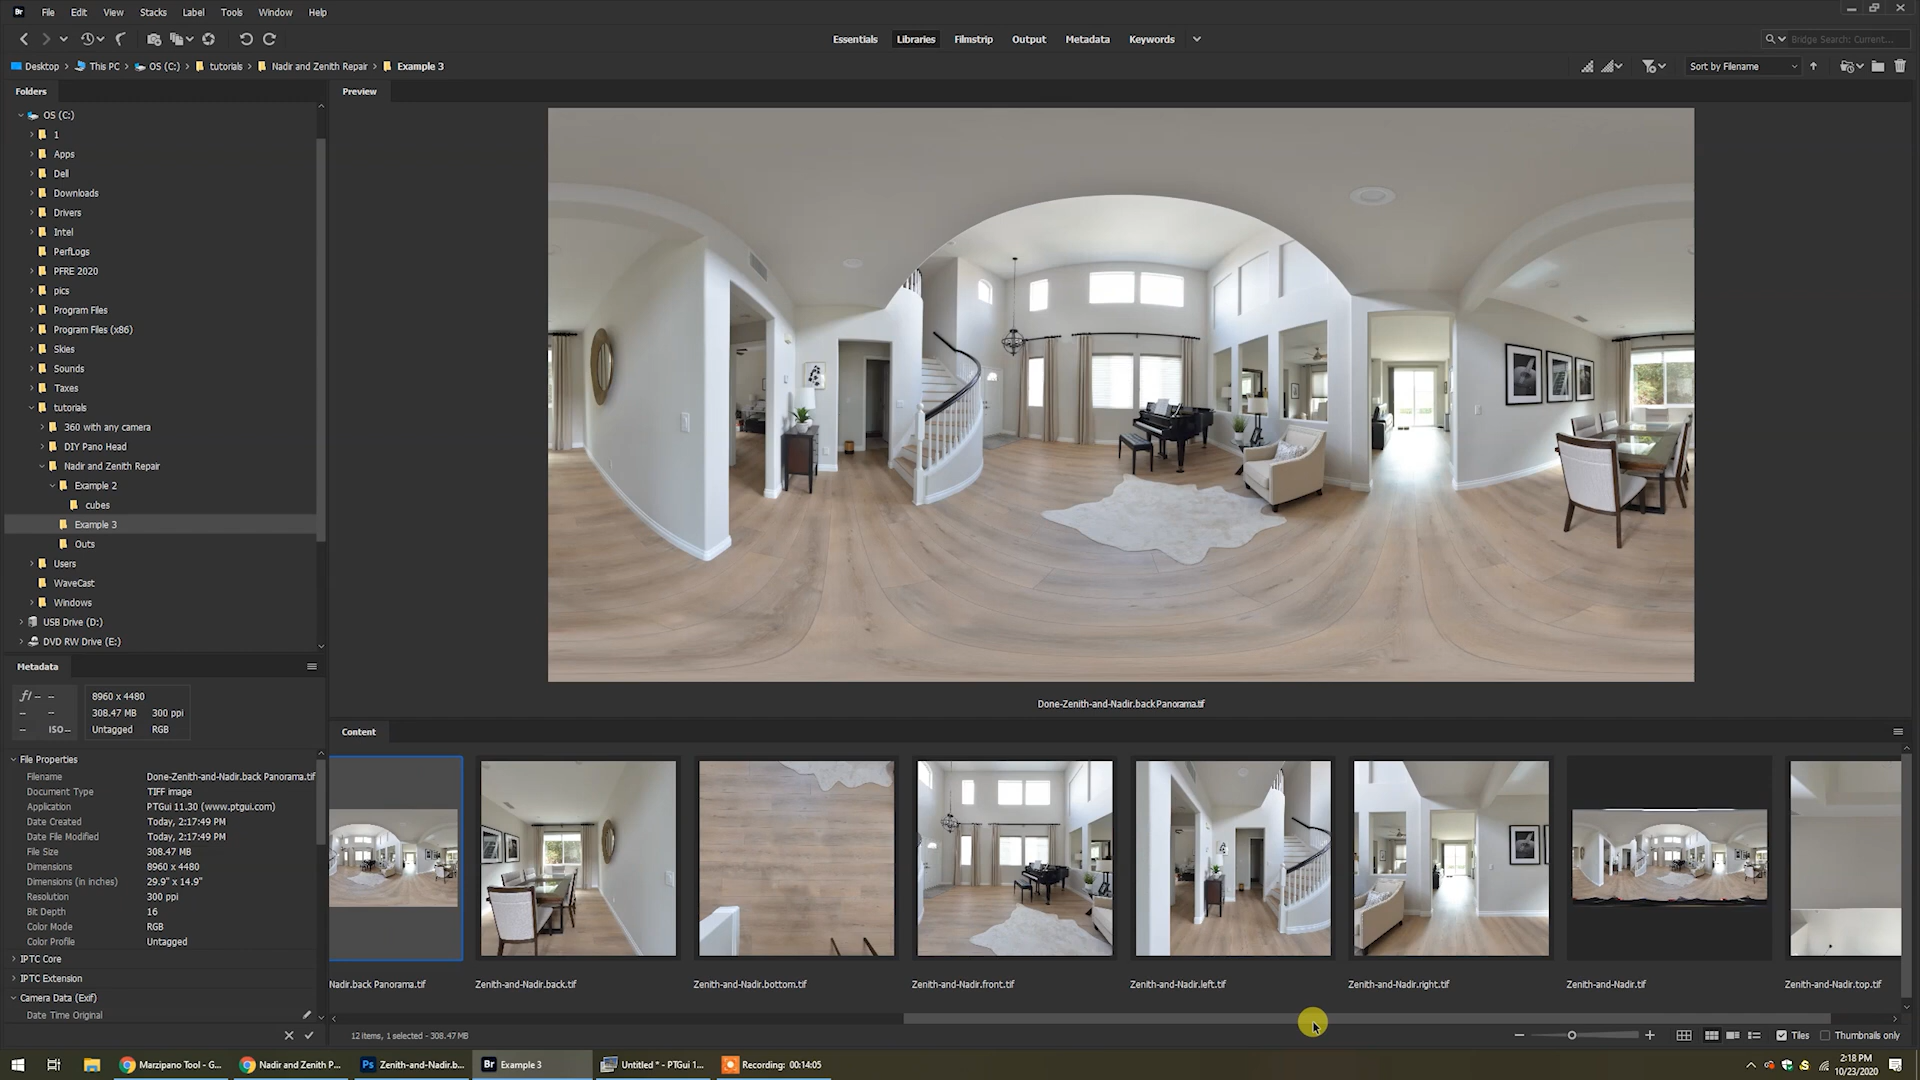 Br File Edit View Stacks Label Tools Window Help
Essentials Libraries Filmstrip Output Metadata Keywords
Bridge Search: Current...
Desktop This PC OS (C:) tutorials Nadir and Zenith Repair Example 3
Sort by Filename
Folders
OS (C:)
1
Apps
Dell
Downloads
Drivers
Intel
PerfLogs
PFRE 2020
pics
Program Files
Program Files (x86)
Skies
Sounds
Taxes
tutorials
360 with any camera
DIY Pano Head
Nadir and Zenith Repair
Example 2
cubes
Example 3
Outs
Users
WaveCast
Windows
USB Drive (D:)
DVD RW Drive (E:)
Preview
Done-Zenith-and-Nadir.back Panorama.tif
Metadata
f/-- --
-- --
-- ISO--
8960 x 4480
308.47 MB 300 ppi
Untagged RGB
File Properties
Filename Done-Zenith-and-Nadir.back Panorama.tif
Document Type TIFF image
Application PTGui 11.30 (www.ptgui.com)
Date Created Today, 2:17:49 PM
Date File Modified Today, 2:17:49 PM
File Size 308.47 MB
Dimensions 8960 x 4480
Dimensions (in inches) 29.9" x 14.9"
Resolution 300 ppi
Bit Depth 16
Color Mode RGB
Color Profile Untagged
IPTC Core
IPTC Extension
Camera Data (Exif)
Date Time Original
Content
Nadir.back Panorama.tif
Zenith-and-Nadir.back.tif
Zenith-and-Nadir.bottom.tif
Zenith-and-Nadir.front.tif
Zenith-and-Nadir.left.tif
Zenith-and-Nadir.right.tif
Zenith-and-Nadir.tif
Zenith-and-Nadir.top.tif
12 items, 1 selected - 308.47 MB
Tiles Thumbnails only
Marzipano Tool - G...
Nadir and Zenith P...
Ps Zenith-and-Nadir.b...
Br Example 3
Untitled * - PTGui 1...
Recording: 00:14:05
2:18 PM
10/23/2020